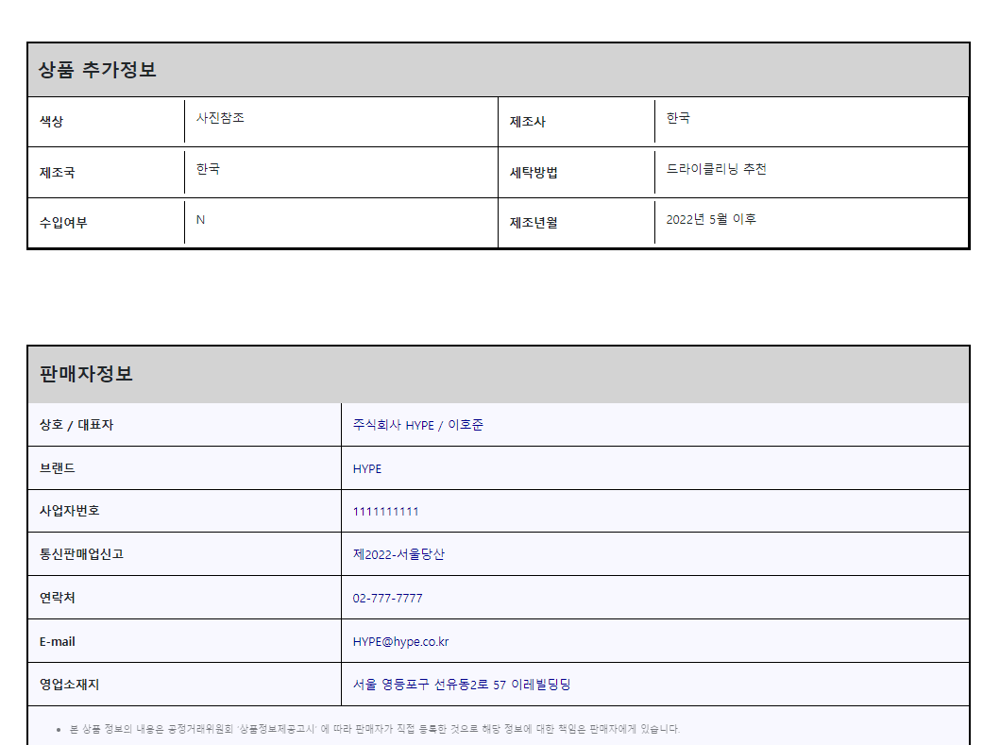 상품 추가정보
색상 사진참조 제조사 한국
제조국 한국 세탁방법 드라이클리닝 추천
수입여부 N 제조년월 2022년 5월 이후
판매자정보
상호 / 대표자 주식회사 HYPE / 이호준
브랜드 HYPE
사업자번호 1111111111
통신판매업신고 제2022-서울당산
연락처 02-777-7777
E-mail HYPE@hype.co.kr
영업소재지 서울 영등포구 선유동2로 57 이레빌딩딩
• 본 상품 정보의 내용은 공정거래위원회 '상품정보제공고시' 에 따라 판매자가 직접 등록한 것으로 해당 정보에 대한 책임은 판매자에게 있습니다.